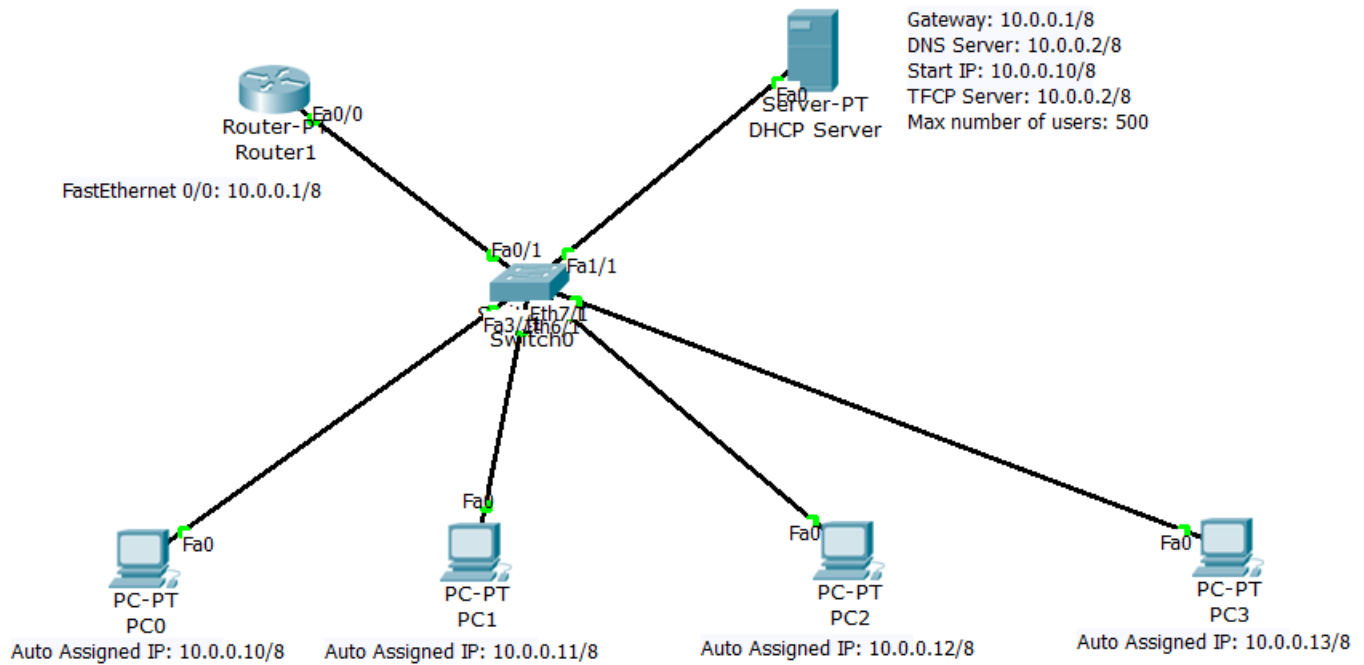 Gateway: 10.0.0.1/8
DNS Server: 10.0.0.2/8
Start IP: 10.0.0.10/8
TFCP Server: 10.0.0.2/8
Max number of users: 500
Fa0
Server-PT
DHCP Server
Fa0/0
Router-PT
Router1
FastEthernet 0/0: 10.0.0.1/8
Fa0/1
Fa1/1
Eth7/1
Eth6/1
Switch0
Fa0
Fa0
Fa0
Fa0
PC-PT
PC0
Auto Assigned IP: 10.0.0.10/8
PC-PT
PC1
Auto Assigned IP: 10.0.0.11/8
PC-PT
PC2
Auto Assigned IP: 10.0.0.12/8
PC-PT
PC3
Auto Assigned IP: 10.0.0.13/8